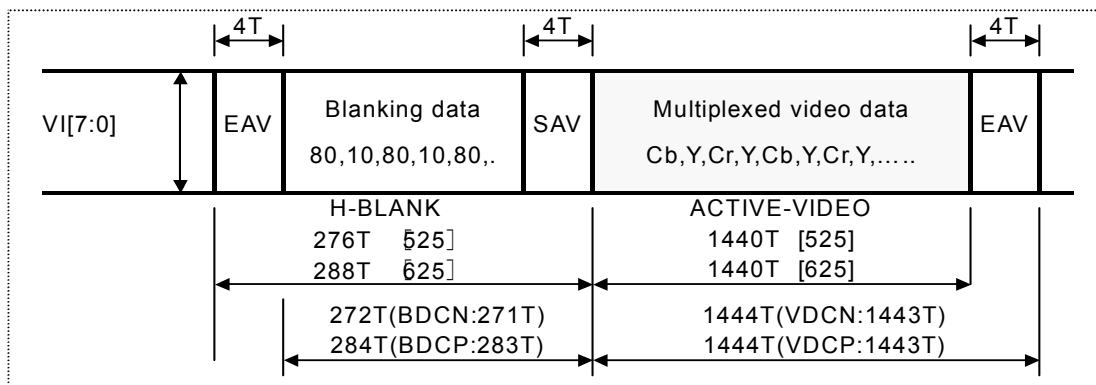 4T 4T 4T
VI[7:0] EAV Blanking data SAV Multiplexed video data EAV
80,10,80,10,80,. Cb,Y,Cr,Y,Cb,Y,Cr,Y,.....
H-BLANK ACTIVE-VIDEO
276T [525] 1440T [525]
288T [625] 1440T [625]
272T(BDCN:271T) 1444T(VDCN:1443T)
284T(BDCP:283T) 1444T(VDCP:1443T)